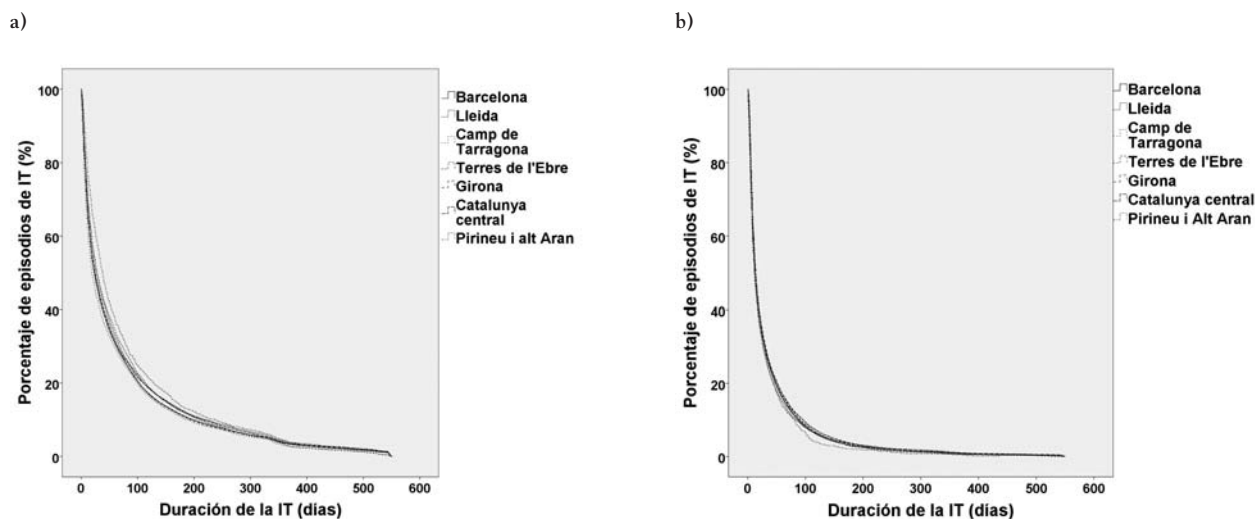 a)
Porcentaje de episodios de IT (%)
100
80
60
40
20
0
0 100 200 300 400 500 600
Duración de la IT (días)
Barcelona
Lleida
Camp de
Tarragona
Terres de l'Ebre
Girona
Catalunya
central
Pirineu i alt Aran
b)
Porcentaje de episodios de IT (%)
100
80
60
40
20
0
0 100 200 300 400 500 600
Duración de la IT (dias)
Barcelona
Lleida
Camp de
Tarragona
Terres de l'Ebre
Girona
Catalunya central
Pirineu i Alt Aran